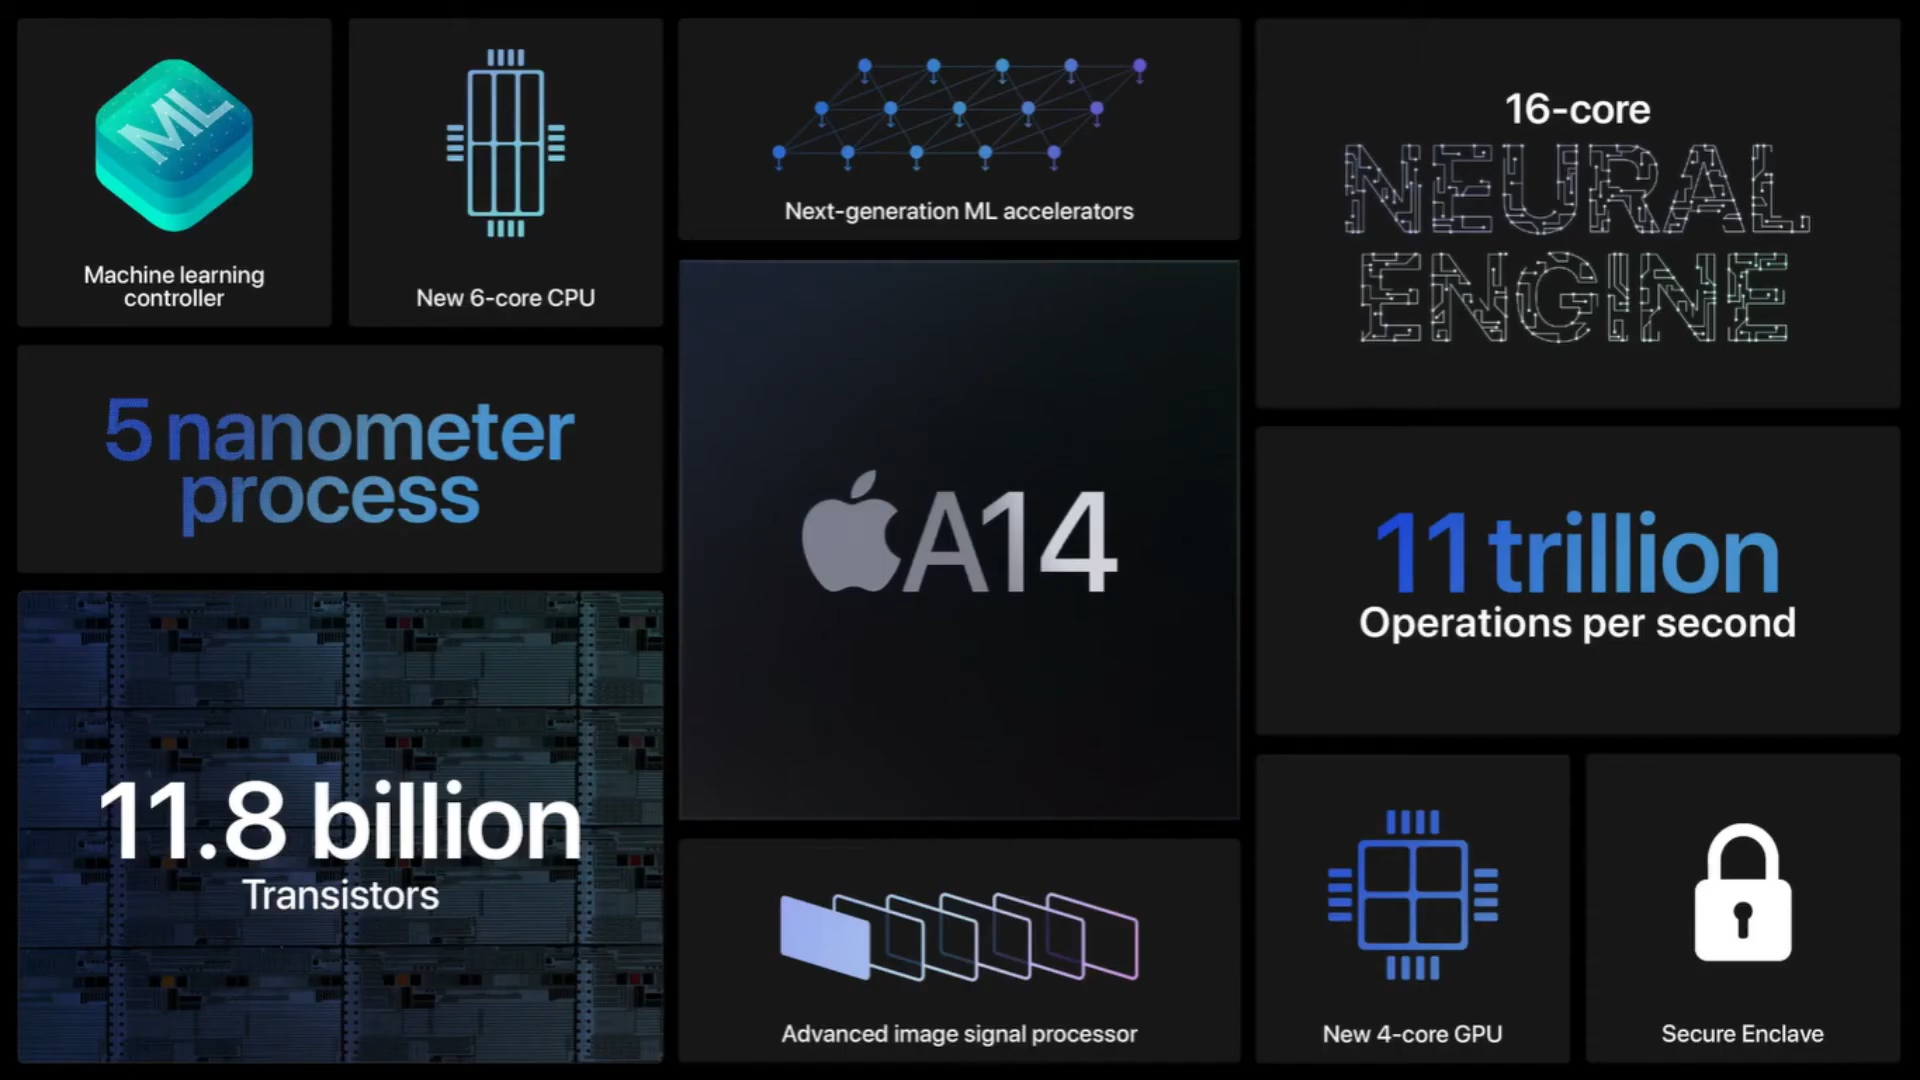 ML
Machine learning
controller
New 6-core CPU
Next-generation ML accelerators
16-core
NEURAL
ENGINE
5 nanometer
process
A14
11 trillion
Operations per second
11.8 billion
Transistors
Advanced image signal processor
New 4-core GPU
Secure Enclave